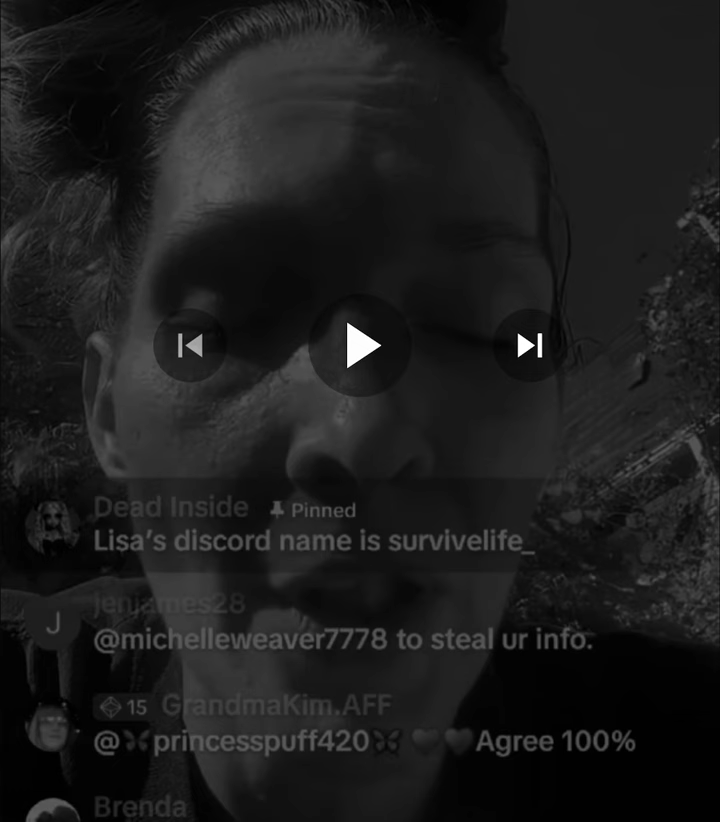 Dead Inside Pinned
Lisa's discord name is survivelife_
J
jenjames28
@michelleweaver7778 to steal ur info.
15 GrandmaKim.AFF
@🦋princesspuff420🦋 🩶🩶Agree 100%
Brenda